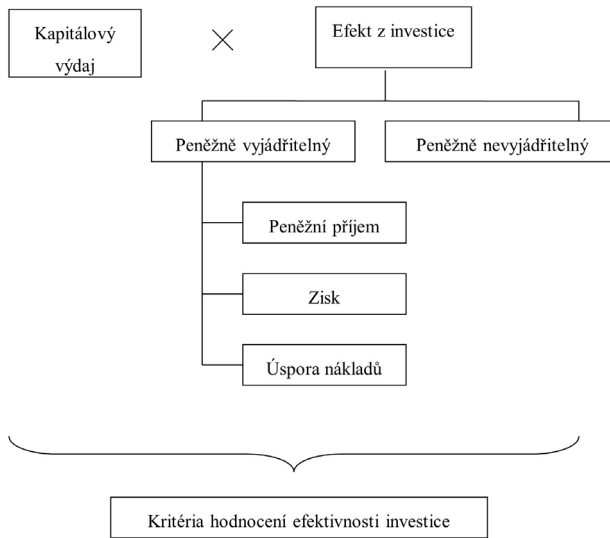 Kapitálový
výdaj
Efekt z investice
Peněžně vyjádřitelný
Peněžně nevyjádřitelný
Peněžní příjem
Zisk
Úspora nákladů
Kritéria hodnocení efektivnosti investice